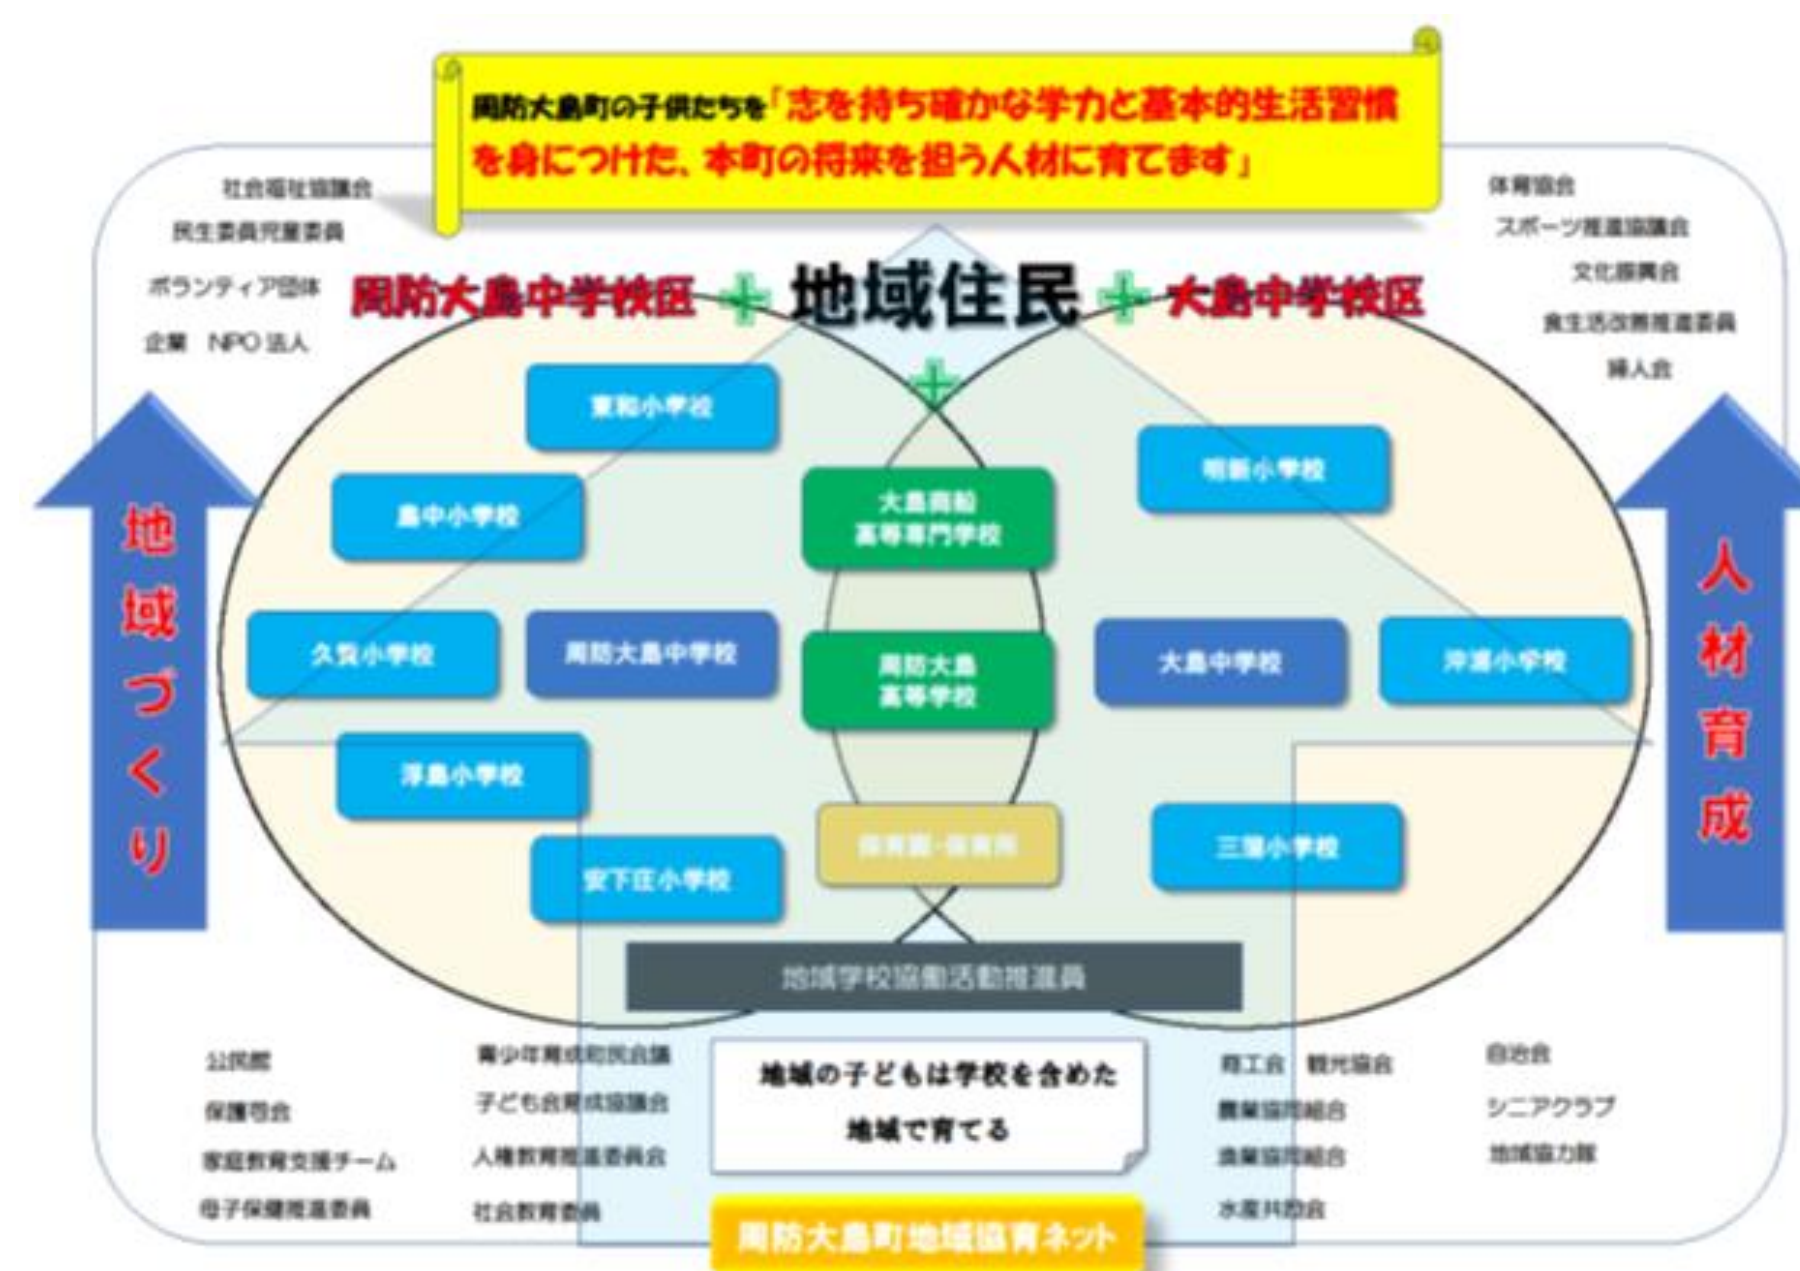 周防大島町の子供たちを「志を持ち確かな学力と基本的生活習慣
を身につけた、本町の将来を担う人材に育てます」
社会福祉協議会
民生委員児童委員
ボランティア団体
企業　NPO法人
体育協会
スポーツ推進協議会
文化振興会
食生活改善推進委員
婦人会
周防大島中学校区 + 地域住民 + 大島中学校区
+
東和小学校
島中小学校
久賀小学校
周防大島中学校
浮島小学校
安下庄小学校
大島商船
高等専門学校
周防大島
高等学校
保育園・保育所
明新小学校
大島中学校
沖浦小学校
三蒲小学校
地域づくり
人材育成
地域学校協働活動推進員
公民館
保護司会
家庭教育支援チーム
母子保健推進委員
青少年育成町民会議
子ども会育成協議会
人権教育推進委員会
社会教育委員
地域の子どもは学校を含めた
地域で育てる
商工会　観光協会
農業協同組合
漁業協同組合
水産共励会
自治会
シニアクラブ
地域協力隊
周防大島町地域協育ネット